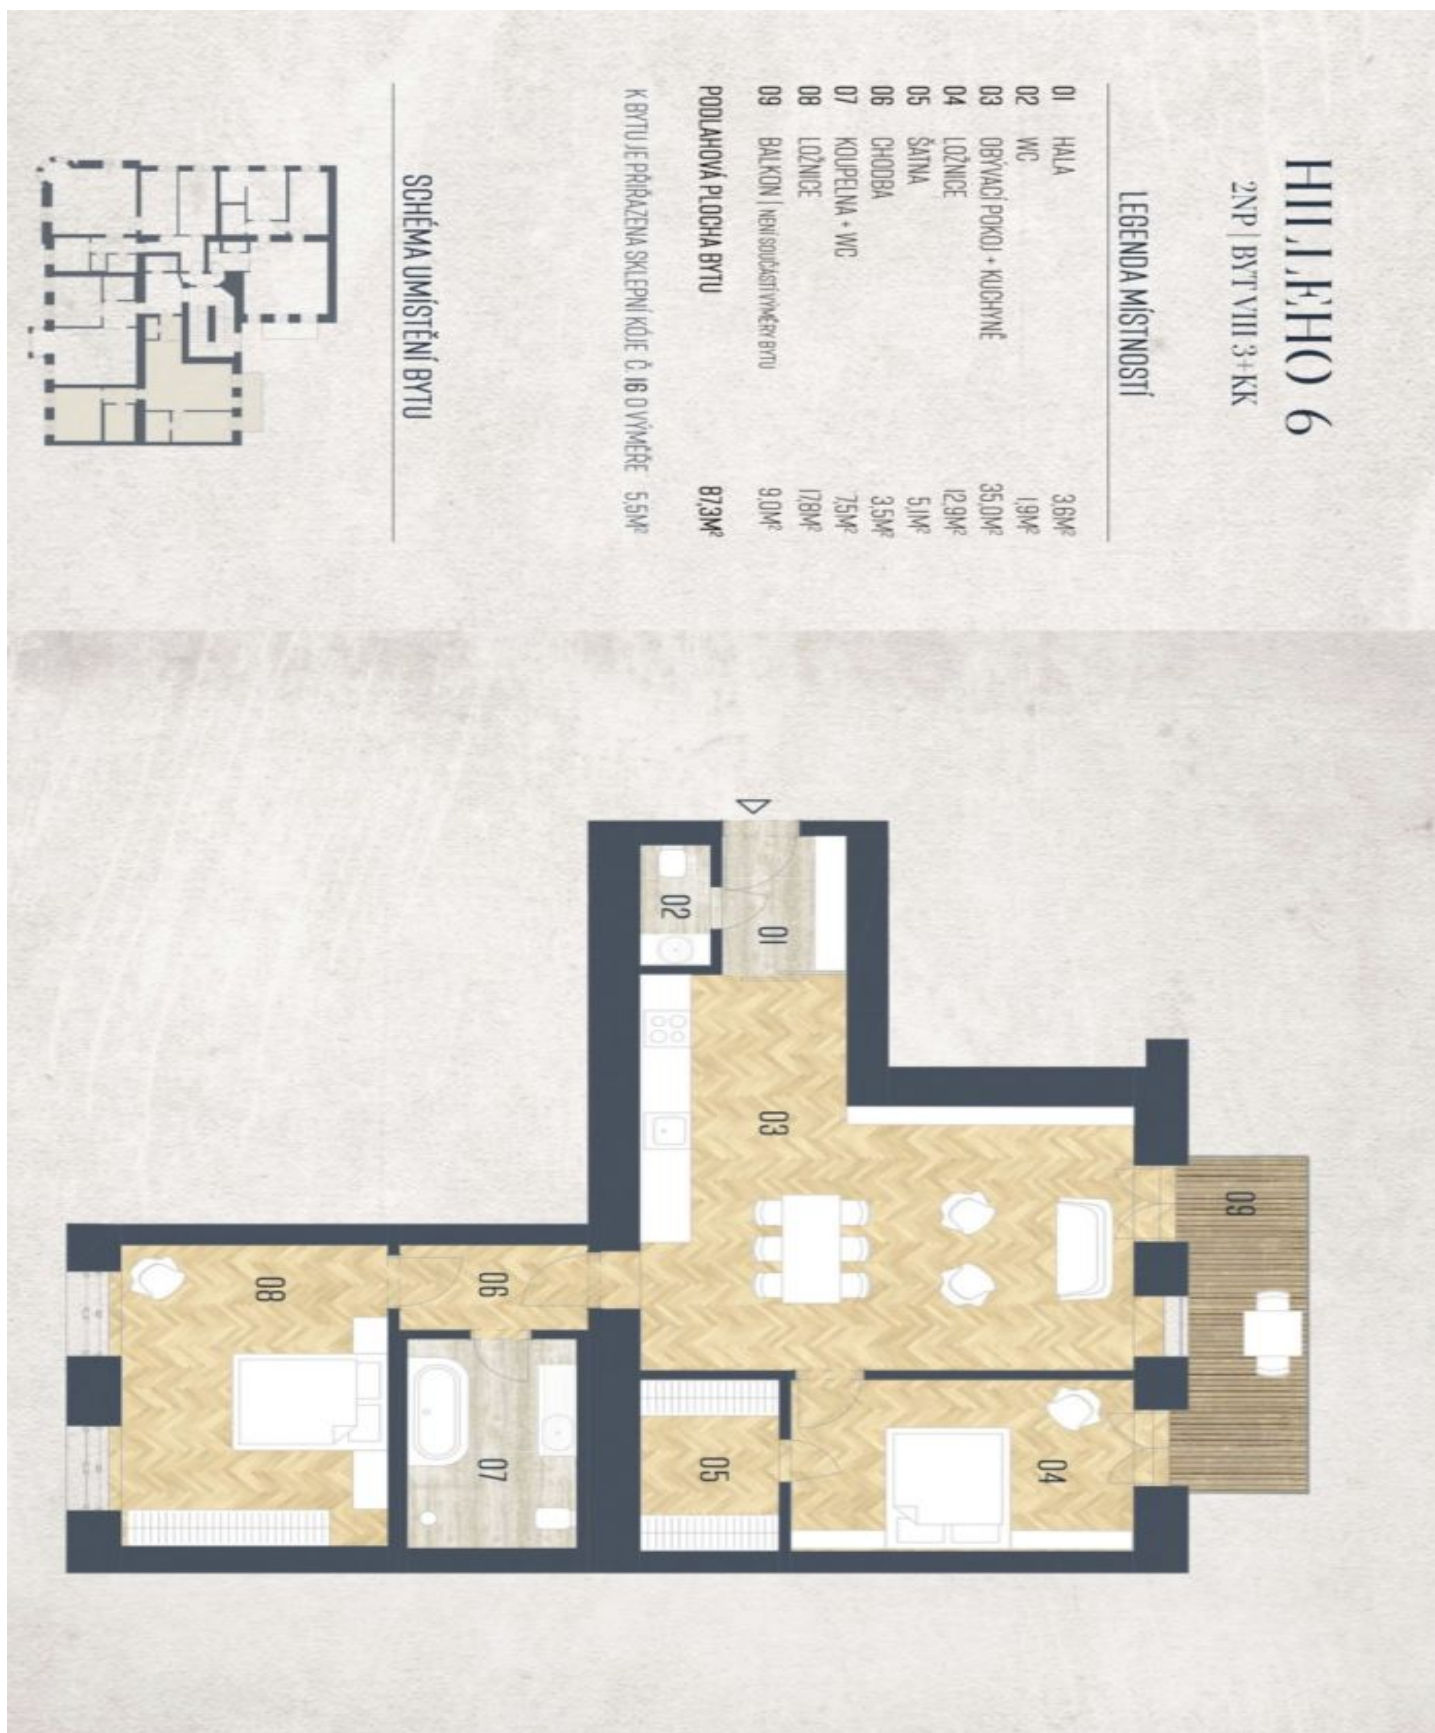 HILLEHO 6
2NP | BYT VIII 3+KK
LEGENDA MÍSTNOSTÍ
01 HALA 3,6M²
02 WC 1,9M²
03 OBÝVACÍ POKOJ + KUCHYNĚ 35,0M²
04 LOŽNICE 12,9M²
05 ŠATNA 5,1M²
06 CHODBA 3,5M²
07 KOUPELNA + WC 7,5M²
08 LOŽNICE 17,8M²
09 BALKON | NENÍ SOUČÁSTÍ VÝMĚRY BYTU 9,0M²
PODLAHOVÁ PLOCHA BYTU 87,3M²
K BYTU JE PŘIŘAZENA SKLEPNÍ KÓJE Č. 16 O VÝMĚŘE 5,5M²
SCHÉMA UMÍSTĚNÍ BYTU
09
04
03
01
02
05
06
07
08